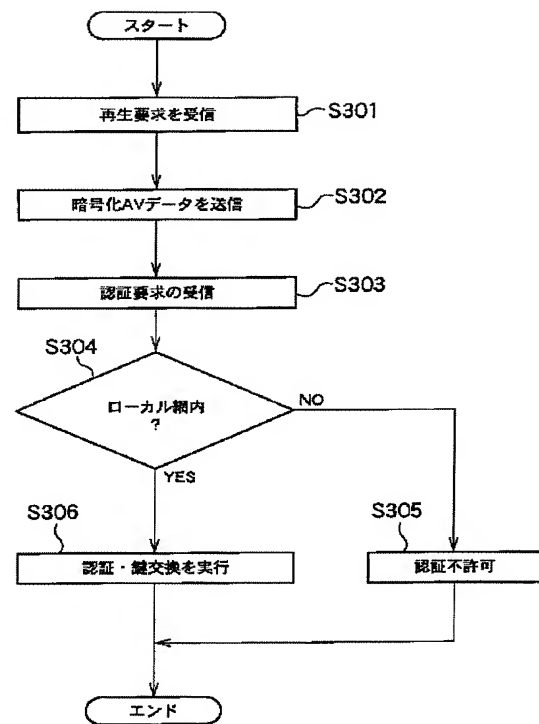 スタート
再生要求を受信
S301
暗号化AVデータを送信
S302
認証要求の受信
S303
S304
ローカル網内
?
NO
YES
S306
認証・鍵交換を実行
S305
認証不許可
エンド